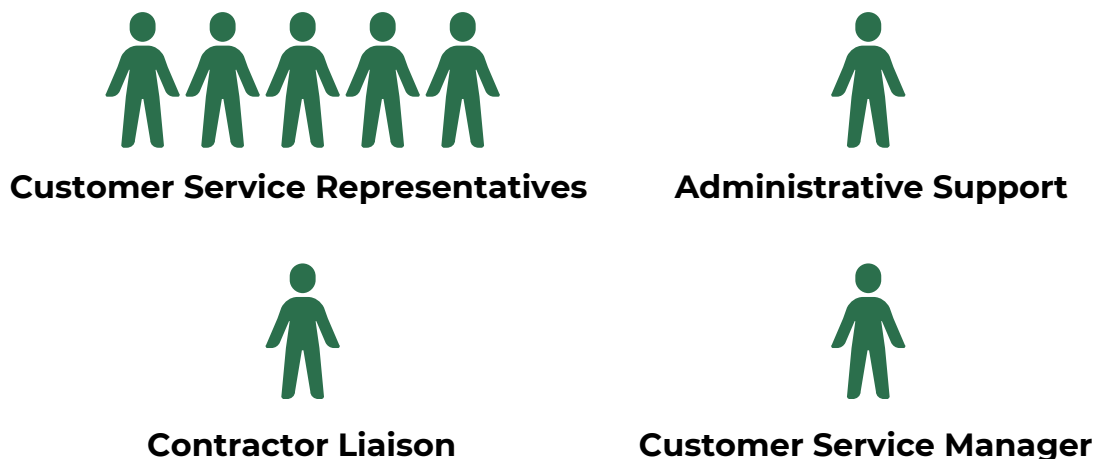 Customer Service Representatives
Administrative Support
Contractor Liaison
Customer Service Manager